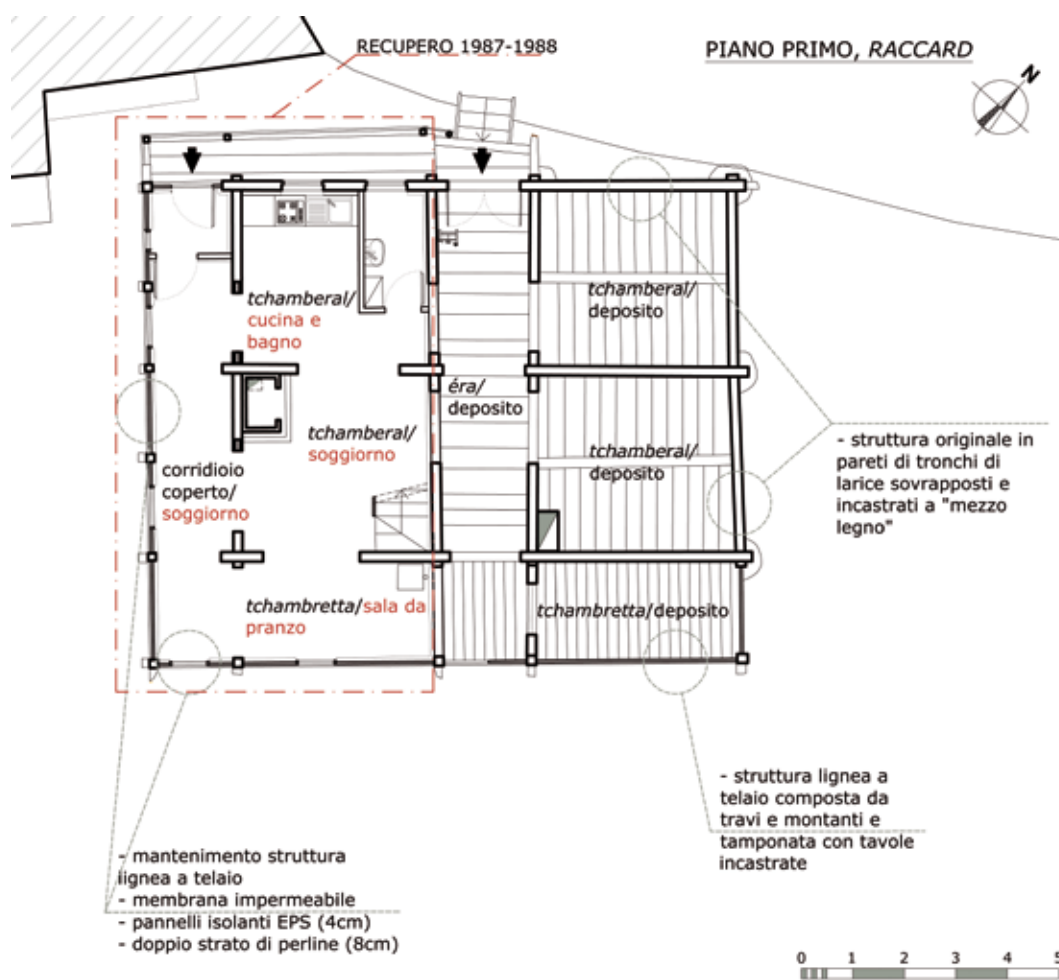 RECUPERO 1987-1988
PIANO PRIMO, RACCARD
N
tchamberal/
cucina e
bagno
tchamberal/
deposito
éra/
deposito
tchamberal/
soggiorno
tchamberal/
deposito
corridioio
coperto/
soggiorno
- struttura originale in
pareti di tronchi di
larice sovrapposti e
incastrati a "mezzo
legno"
tchambretta/sala da
pranzo
tchambretta/deposito
- struttura lignea a
telaio composta da
travi e montanti e
tamponata con tavole
incastrate
- mantenimento struttura
lignea a telaio
- membrana impermeabile
- pannelli isolanti EPS (4cm)
- doppio strato di perline (8cm)
0 1 2 3 4 5